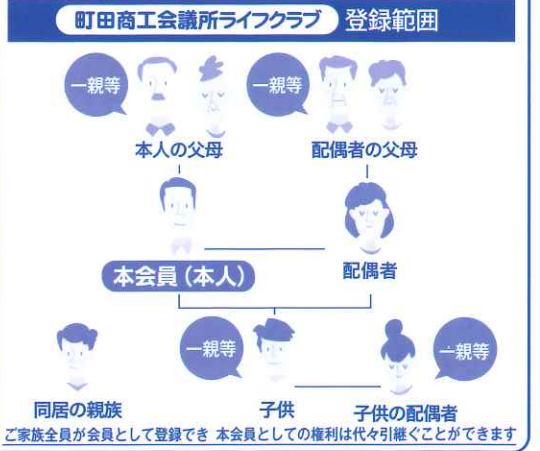 町田商工会議所ライフクラブ 登録範囲
一親等 一親等
本人の父母 配偶者の父母
本会員（本人） 配偶者
一親等 一親等
同居の親族 子供 子供の配偶者
ご家族全員が会員として登録でき 本会員としての権利は代々引継ぐことができます